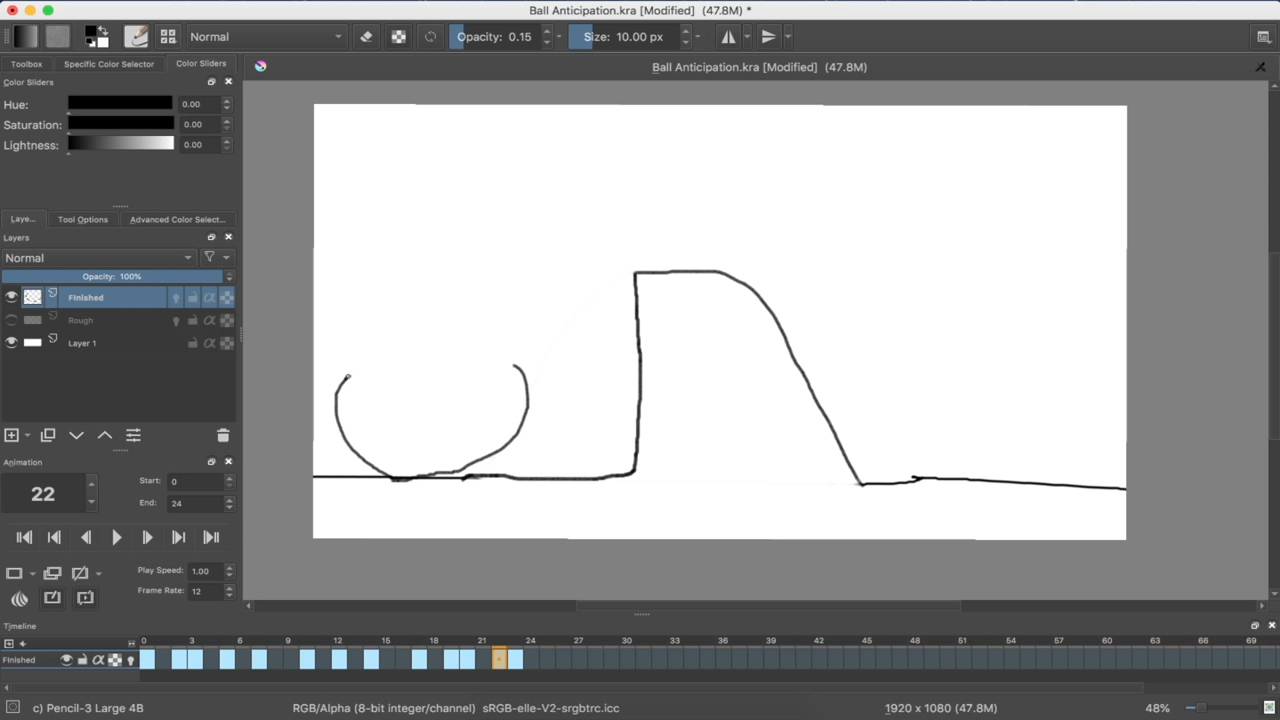 Ball Anticipation.kra [Modified]  (47.8M) *
Normal
Opacity: 0.15
Size: 10.00 px
Toolbox
Specific Color Selector
Color Sliders
Ball Anticipation.kra [Modified]  (47.8M)
Color Sliders
Hue:
0.00
Saturation:
0.00
Lightness:
0.00
Laye...
Tool Options
Advanced Color Select...
Layers
Normal
Opacity: 100%
FInished
Rough
Layer 1
Animation
22
Start:
0
End:
24
Play Speed:
1.00
Frame Rate:
12
Timeline
0 3 6 9 12 15 18 21 24 27 30 33 36 39 42 45 48 51 54 57 60 63 66 69
FInished
c) Pencil-3 Large 4B
RGB/Alpha (8-bit integer/channel)  sRGB-elle-V2-srgbtrc.icc
1920 x 1080 (47.8M)
48%